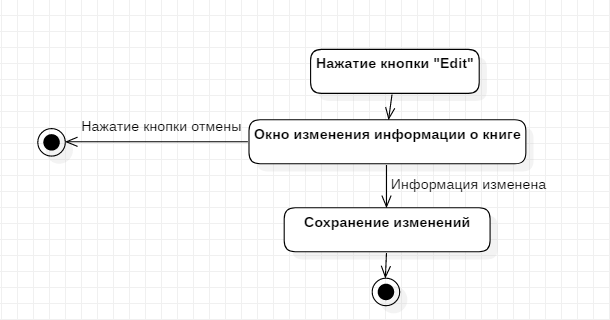 Нажатие кнопки "Edit"
Нажатие кнопки отмены
Окно изменения информации о книге
Информация изменена
Сохранение изменений